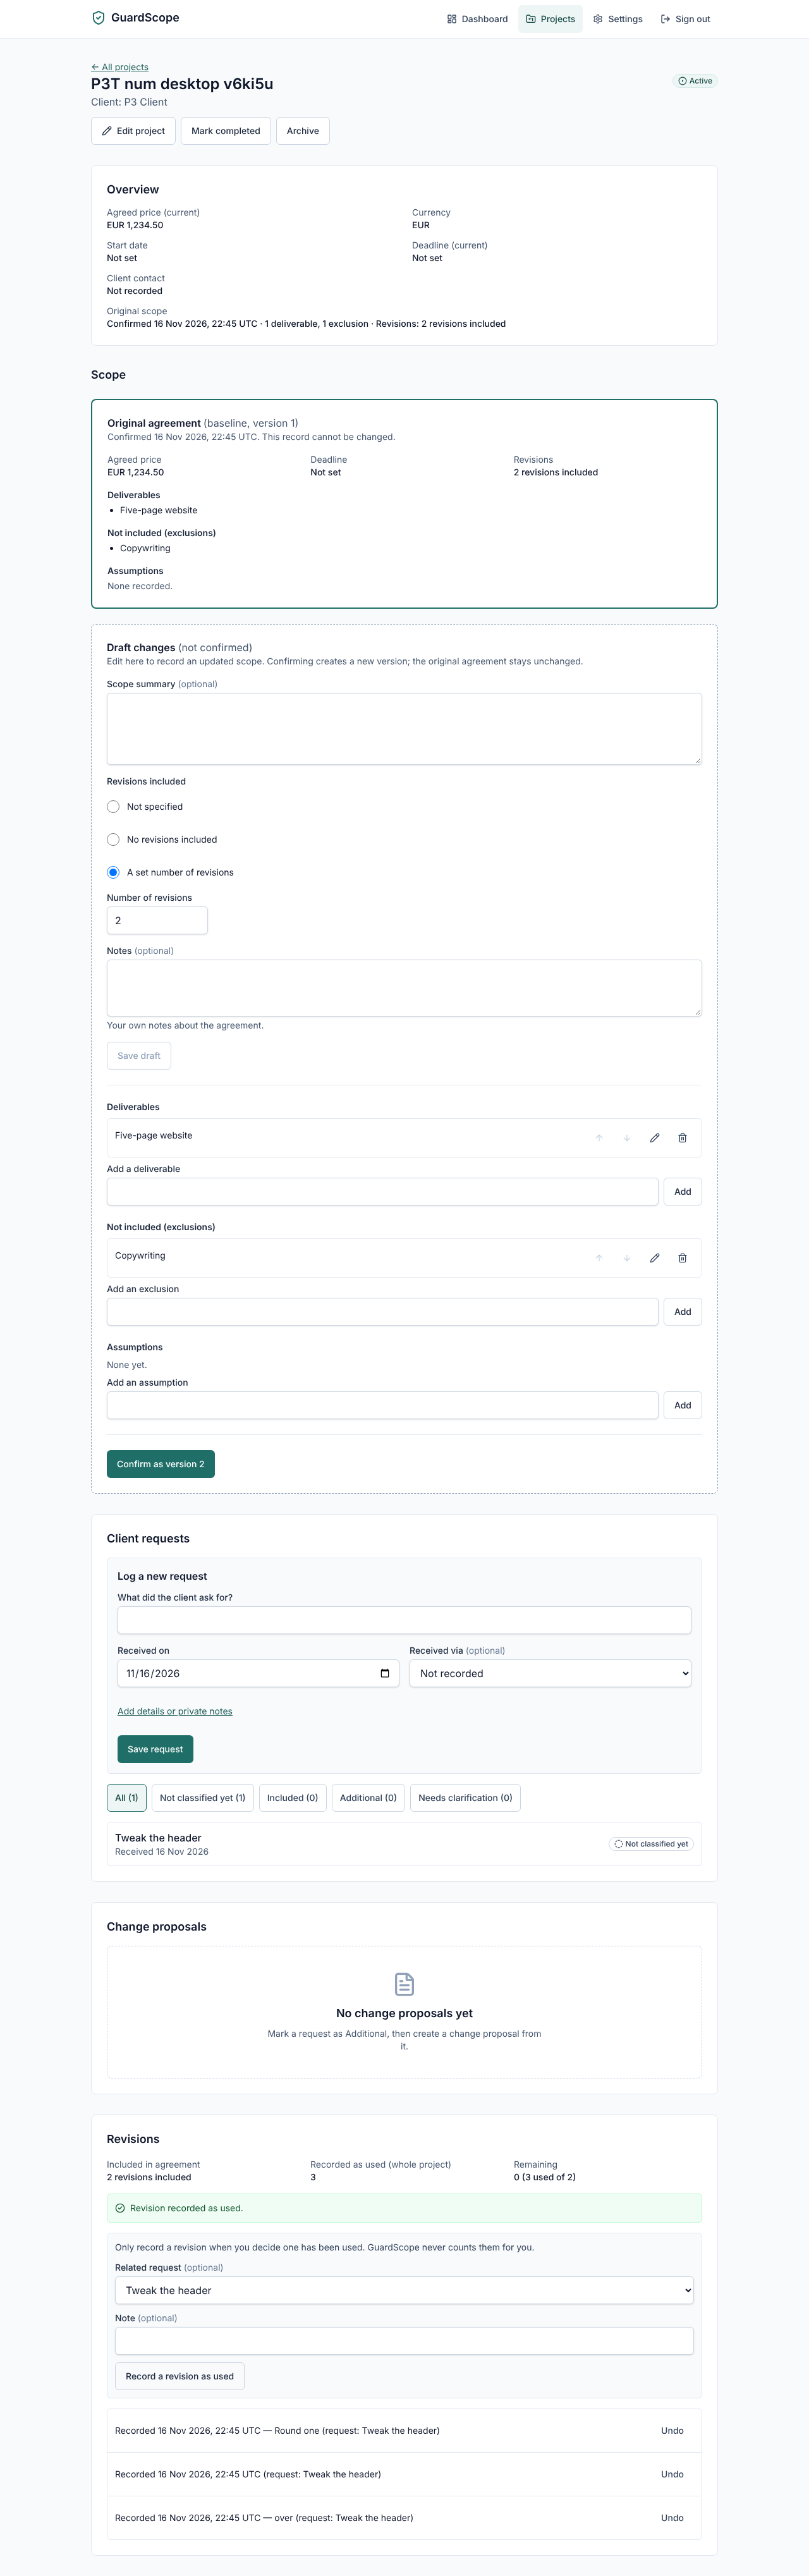 GuardScope
Dashboard
Projects
Settings
Sign out
← All projects
P3T num desktop v6ki5u
Active
Client: P3 Client
Edit project
Mark completed
Archive
Overview
Agreed price (current)
EUR 1,234.50
Currency
EUR
Start date
Not set
Deadline (current)
Not set
Client contact
Not recorded
Original scope
Confirmed 16 Nov 2026, 22:45 UTC · 1 deliverable, 1 exclusion · Revisions: 2 revisions included
Scope
Original agreement (baseline, version 1)
Confirmed 16 Nov 2026, 22:45 UTC. This record cannot be changed.
Agreed price
EUR 1,234.50
Deadline
Not set
Revisions
2 revisions included
Deliverables
• Five-page website
Not included (exclusions)
• Copywriting
Assumptions
None recorded.
Draft changes (not confirmed)
Edit here to record an updated scope. Confirming creates a new version; the original agreement stays unchanged.
Scope summary (optional)
Revisions included
Not specified
No revisions included
A set number of revisions
Number of revisions
2
Notes (optional)
Your own notes about the agreement.
Save draft
Deliverables
Five-page website
Add a deliverable
Add
Not included (exclusions)
Copywriting
Add an exclusion
Add
Assumptions
None yet.
Add an assumption
Add
Confirm as version 2
Client requests
Log a new request
What did the client ask for?
Received on
11/16/2026
Received via (optional)
Not recorded
Add details or private notes
Save request
All (1)
Not classified yet (1)
Included (0)
Additional (0)
Needs clarification (0)
Tweak the header
Received 16 Nov 2026
Not classified yet
Change proposals
No change proposals yet
Mark a request as Additional, then create a change proposal from
it.
Revisions
Included in agreement
2 revisions included
Recorded as used (whole project)
3
Remaining
0 (3 used of 2)
Revision recorded as used.
Only record a revision when you decide one has been used. GuardScope never counts them for you.
Related request (optional)
Tweak the header
Note (optional)
Record a revision as used
Recorded 16 Nov 2026, 22:45 UTC — Round one (request: Tweak the header)
Undo
Recorded 16 Nov 2026, 22:45 UTC (request: Tweak the header)
Undo
Recorded 16 Nov 2026, 22:45 UTC — over (request: Tweak the header)
Undo